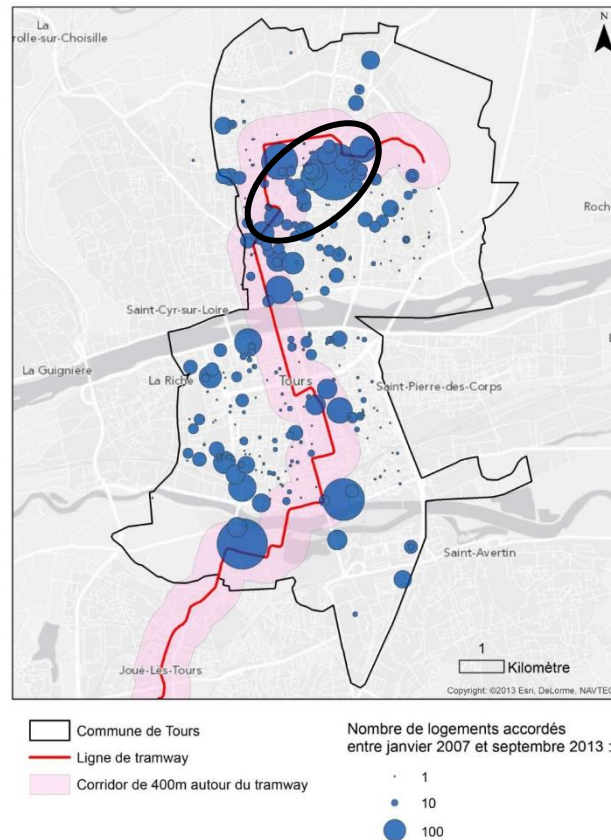 La
rolle-sur-Choisille
N
Roche
Saint-Cyr-sur-Loire
La Guignière
La Riche
Tours
Saint-Pierre-des-Corps
Saint-Avertin
1
Kilomètre
Joué-Lès-Tours
Copyright: ©2013 Esri, DeLorme, NAVTEQ
Commune de Tours
Ligne de tramway
Corridor de 400m autour du tramway
Nombre de logements accordés
entre janvier 2007 et septembre 2013 :
1
10
100